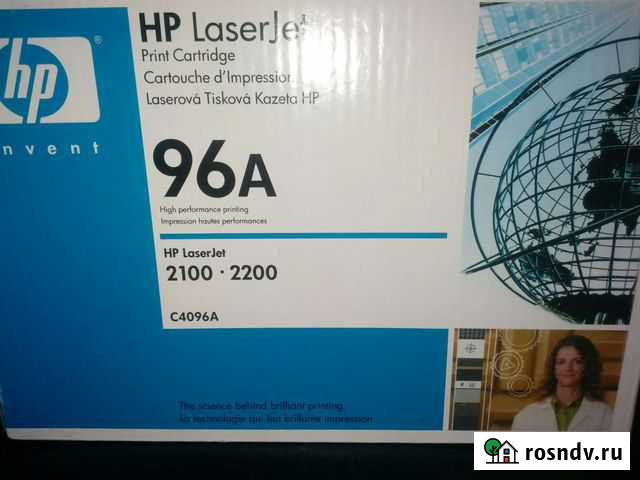 HP LaserJet
Print Cartridge
Cartouche d'Impression
Laserová Tisková Kazeta HP
hp
®
invent
96A
High performance printing
Impression hautes performances
HP LaserJet
2100 · 2200
C4096A
The science behind brilliant printing.
La technologie qui fait brillante impression.
rosndv.ru